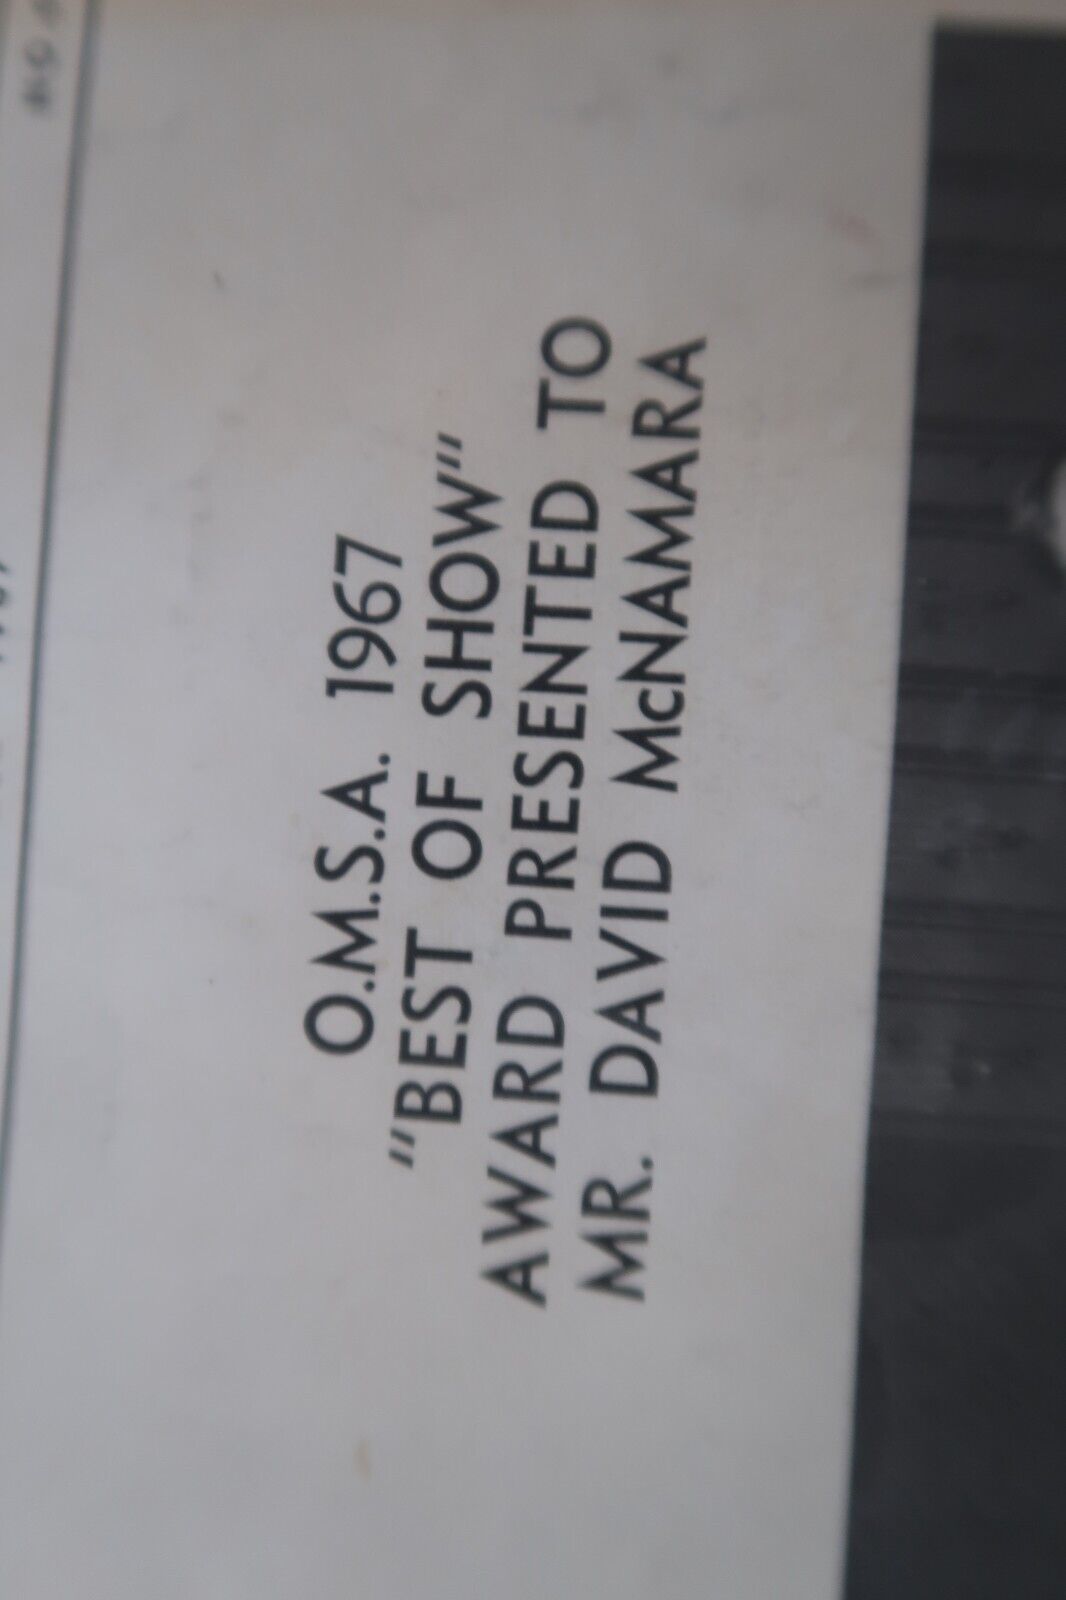 O.M.S.A. 1967
"BEST OF SHOW"
AWARD PRESENTED TO
MR. DAVID McNAMARA